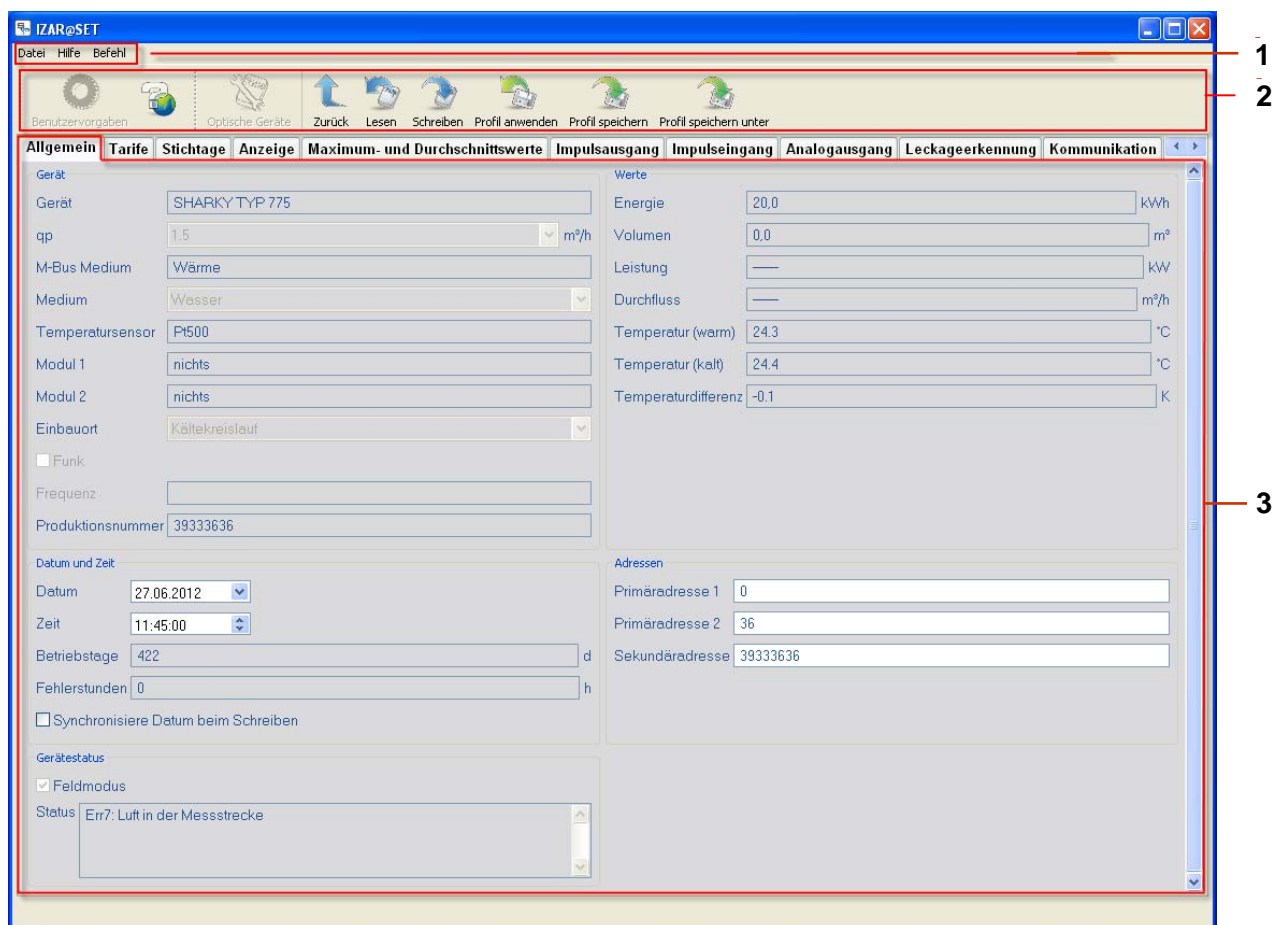 IZAR@SET
Datei Hilfe Befehl
1
2
Benutzervorgaben Optische Geräte Zurück Lesen Schreiben Profil anwenden Profil speichern Profil speichern unter
Allgemein Tarife Stichtage Anzeige Maximum- und Durchschnittswerte Impulsausgang Impulseingang Analogausgang Leckageerkennung Kommunikation
Gerät
Gerät SHARKY TYP 775
qp 1.5 m³/h
M-Bus Medium Wärme
Medium Wasser
Temperatursensor Pt500
Modul 1 nichts
Modul 2 nichts
Einbauort Kältekreislauf
Funk
Frequenz
Produktionsnummer 39333636
Werte
Energie 20,0 kWh
Volumen 0,0 m³
Leistung —— kW
Durchfluss —— m³/h
Temperatur (warm) 24.3 °C
Temperatur (kalt) 24.4 °C
Temperaturdifferenz -0.1 K
3
Datum und Zeit
Datum 27.06.2012
Zeit 11:45:00
Betriebstage 422 d
Fehlerstunden 0 h
Synchronisiere Datum beim Schreiben
Adressen
Primäradresse 1 0
Primäradresse 2 36
Sekundäradresse 39333636
Gerätestatus
Feldmodus
Status Err7: Luft in der Messstrecke